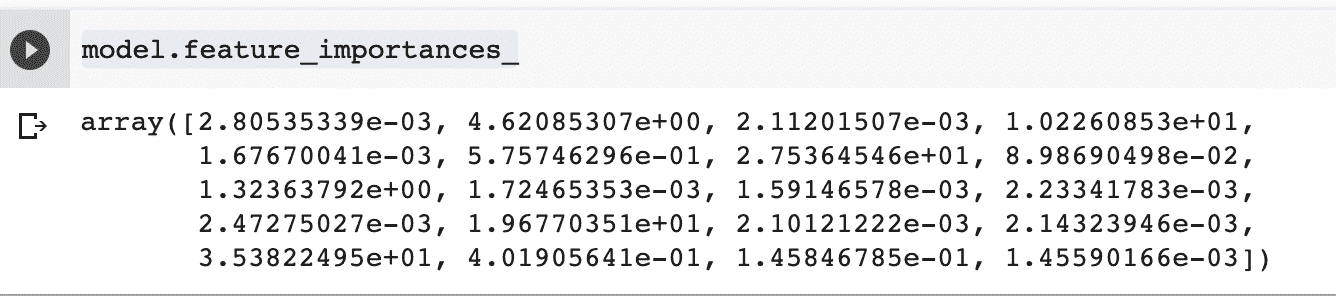 model.feature_importances_
array([2.80535339e-03, 4.62085307e+00, 2.11201507e-03, 1.02260853e+01,
1.67670041e-03, 5.75746296e-01, 2.75364546e+01, 8.98690498e-02,
1.32363792e+00, 1.72465353e-03, 1.59146578e-03, 2.23341783e-03,
2.47275027e-03, 1.96770351e+01, 2.10121222e-03, 2.14323946e-03,
3.53822495e+01, 4.01905641e-01, 1.45846785e-01, 1.45590166e-03])